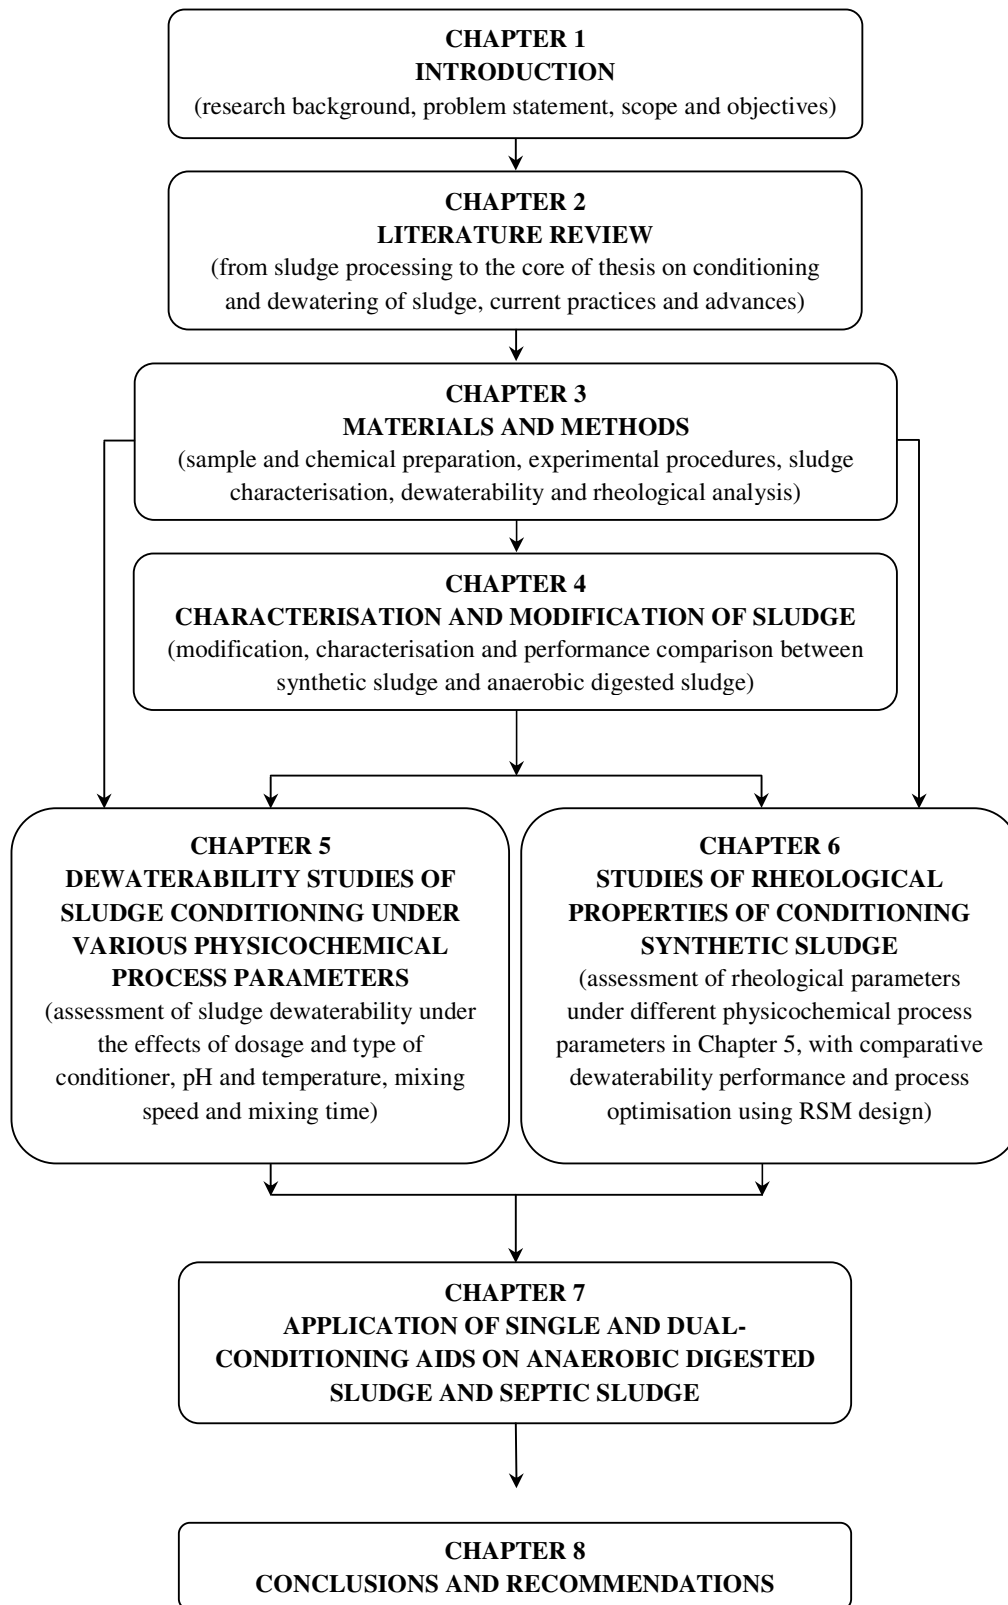 CHAPTER 1
INTRODUCTION
(research background, problem statement, scope and objectives)
CHAPTER 2
LITERATURE REVIEW
(from sludge processing to the core of thesis on conditioning
and dewatering of sludge, current practices and advances)
CHAPTER 3
MATERIALS AND METHODS
(sample and chemical preparation, experimental procedures, sludge
characterisation, dewaterability and rheological analysis)
CHAPTER 4
CHARACTERISATION AND MODIFICATION OF SLUDGE
(modification, characterisation and performance comparison between
synthetic sludge and anaerobic digested sludge)
CHAPTER 5
DEWATERABILITY STUDIES OF
SLUDGE CONDITIONING UNDER
VARIOUS PHYSICOCHEMICAL
PROCESS PARAMETERS
(assessment of sludge dewaterability under
the effects of dosage and type of
conditioner, pH and temperature, mixing
speed and mixing time)
CHAPTER 6
STUDIES OF RHEOLOGICAL
PROPERTIES OF CONDITIONING
SYNTHETIC SLUDGE
(assessment of rheological parameters
under different physicochemical process
parameters in Chapter 5, with comparative
dewaterability performance and process
optimisation using RSM design)
CHAPTER 7
APPLICATION OF SINGLE AND DUAL-
CONDITIONING AIDS ON ANAEROBIC DIGESTED
SLUDGE AND SEPTIC SLUDGE
CHAPTER 8
CONCLUSIONS AND RECOMMENDATIONS